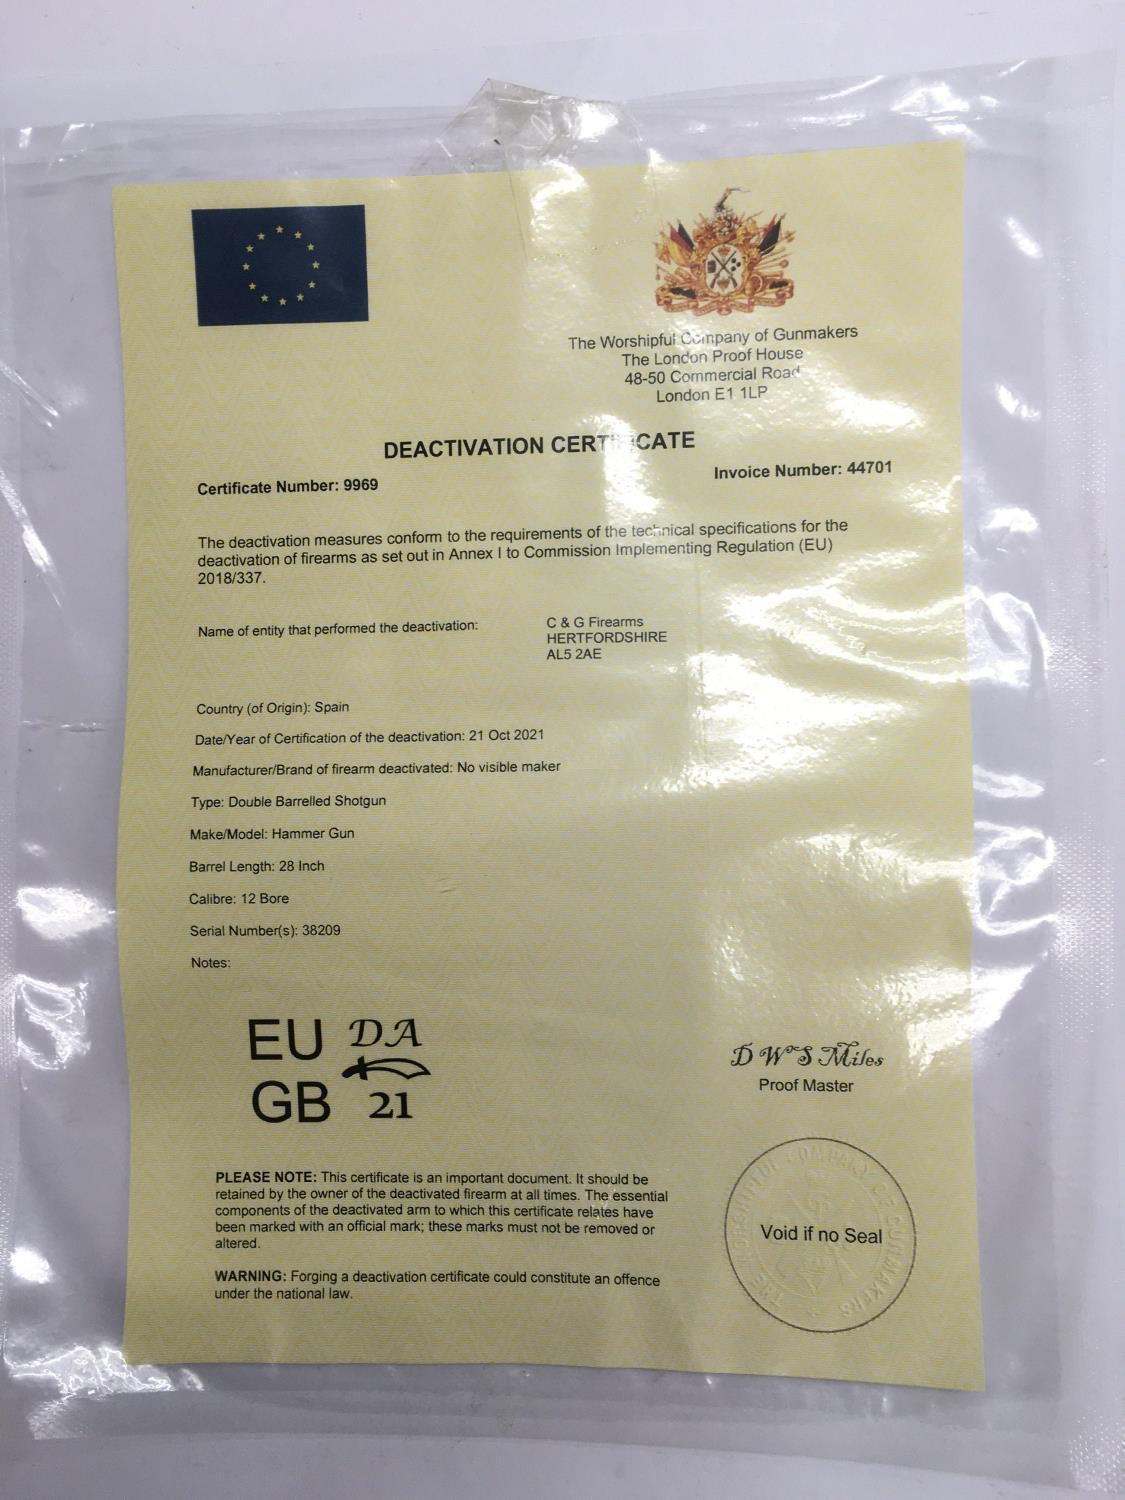 The Worshipful Company of Gunmakers
The London Proof House
48-50 Commercial Road
London E1 1LP
DEACTIVATION CERTIFICATE
Certificate Number: 9969
Invoice Number: 44701
The deactivation measures conform to the requirements of the technical specifications for the
deactivation of firearms as set out in Annex I to Commission Implementing Regulation (EU)
2018/337.
Name of entity that performed the deactivation:
C & G Firearms
HERTFORDSHIRE
AL5 2AE
Country (of Origin): Spain
Date/Year of Certification of the deactivation: 21 Oct 2021
Manufacturer/Brand of firearm deactivated: No visible maker
Type: Double Barrelled Shotgun
Make/Model: Hammer Gun
Barrel Length: 28 Inch
Calibre: 12 Bore
Serial Number(s): 38209
Notes:
EU DA
GB 21
D W S Miles
Proof Master
PLEASE NOTE: This certificate is an important document. It should be
retained by the owner of the deactivated firearm at all times. The essential
components of the deactivated arm to which this certificate relates have
been marked with an official mark; these marks must not be removed or
altered.
WARNING: Forging a deactivation certificate could constitute an offence
under the national law.
THE WORSHIPFUL COMPANY OF GUNMAKERS
Void if no Seal